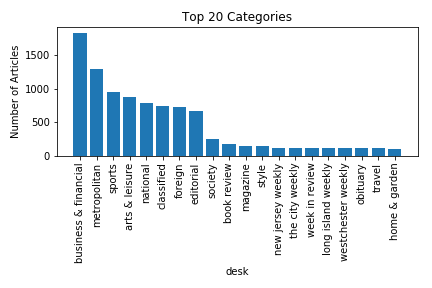 Top 20 Categories
Number of Articles
1500
1000
500
0
business & financial
metropolitan
sports
arts & leisure
national
classified
foreign
editorial
society
book review
magazine
style
new jersey weekly
the city weekly
week in review
long island weekly
westchester weekly
obituary
travel
home & garden
desk